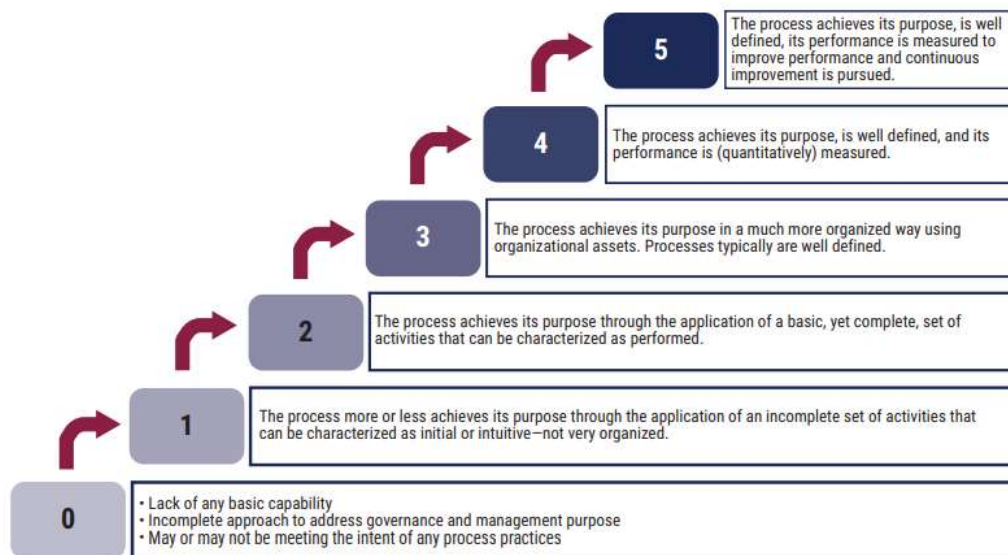 5
The process achieves its purpose, is well
defined, its performance is measured to
improve performance and continuous
improvement is pursued.
4
The process achieves its purpose, is well defined, and its
performance is (quantitatively) measured.
3
The process achieves its purpose in a much more organized way using
organizational assets. Processes typically are well defined.
2
The process achieves its purpose through the application of a basic, yet complete, set of
activities that can be characterized as performed.
1
The process more or less achieves its purpose through the application of an incomplete set of activities that
can be characterized as initial or intuitive—not very organized.
0
• Lack of any basic capability
• Incomplete approach to address governance and management purpose
• May or may not be meeting the intent of any process practices